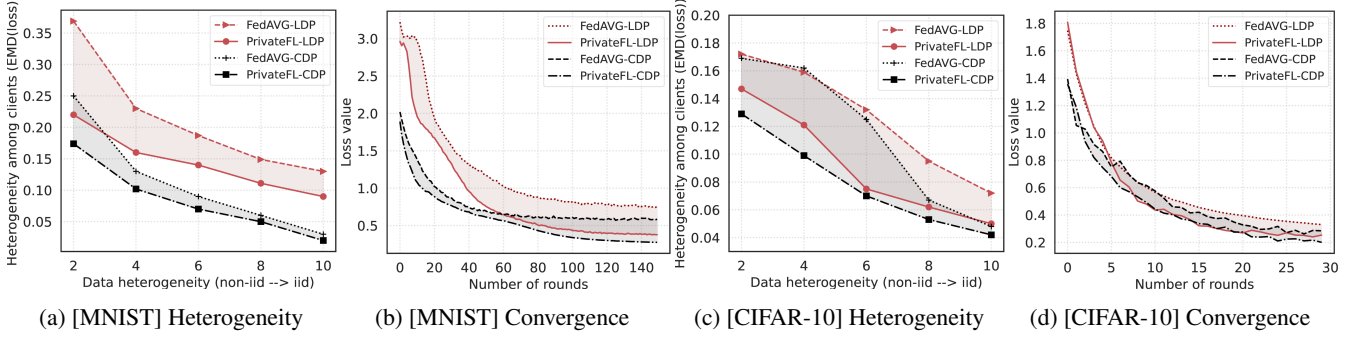 Heterogeneity among clients (EMD(loss))
0.35
0.30
0.25
0.20
0.15
0.10
0.05
2
4
6
8
10
Data heterogeneity (non-iid --> iid)
FedAVG-LDP
PrivateFL-LDP
FedAVG-CDP
PrivateFL-CDP
(a) [MNIST] Heterogeneity
Loss value
3.0
2.5
2.0
1.5
1.0
0.5
0
20
40
60
80
100
120
140
Number of rounds
FedAVG-LDP
PrivateFL-LDP
FedAVG-CDP
PrivateFL-CDP
(b) [MNIST] Convergence
Heterogeneity among clients (EMD(loss))
0.20
0.18
0.16
0.14
0.12
0.10
0.08
0.06
0.04
2
4
6
8
10
Data heterogeneity (non-iid --> iid)
FedAVG-LDP
PrivateFL-LDP
FedAVG-CDP
PrivateFL-CDP
(c) [CIFAR-10] Heterogeneity
Loss value
1.8
1.6
1.4
1.2
1.0
0.8
0.6
0.4
0.2
0
5
10
15
20
25
30
Number of rounds
FedAVG-LDP
PrivateFL-LDP
FedAVG-CDP
PrivateFL-CDP
(d) [CIFAR-10] Convergence